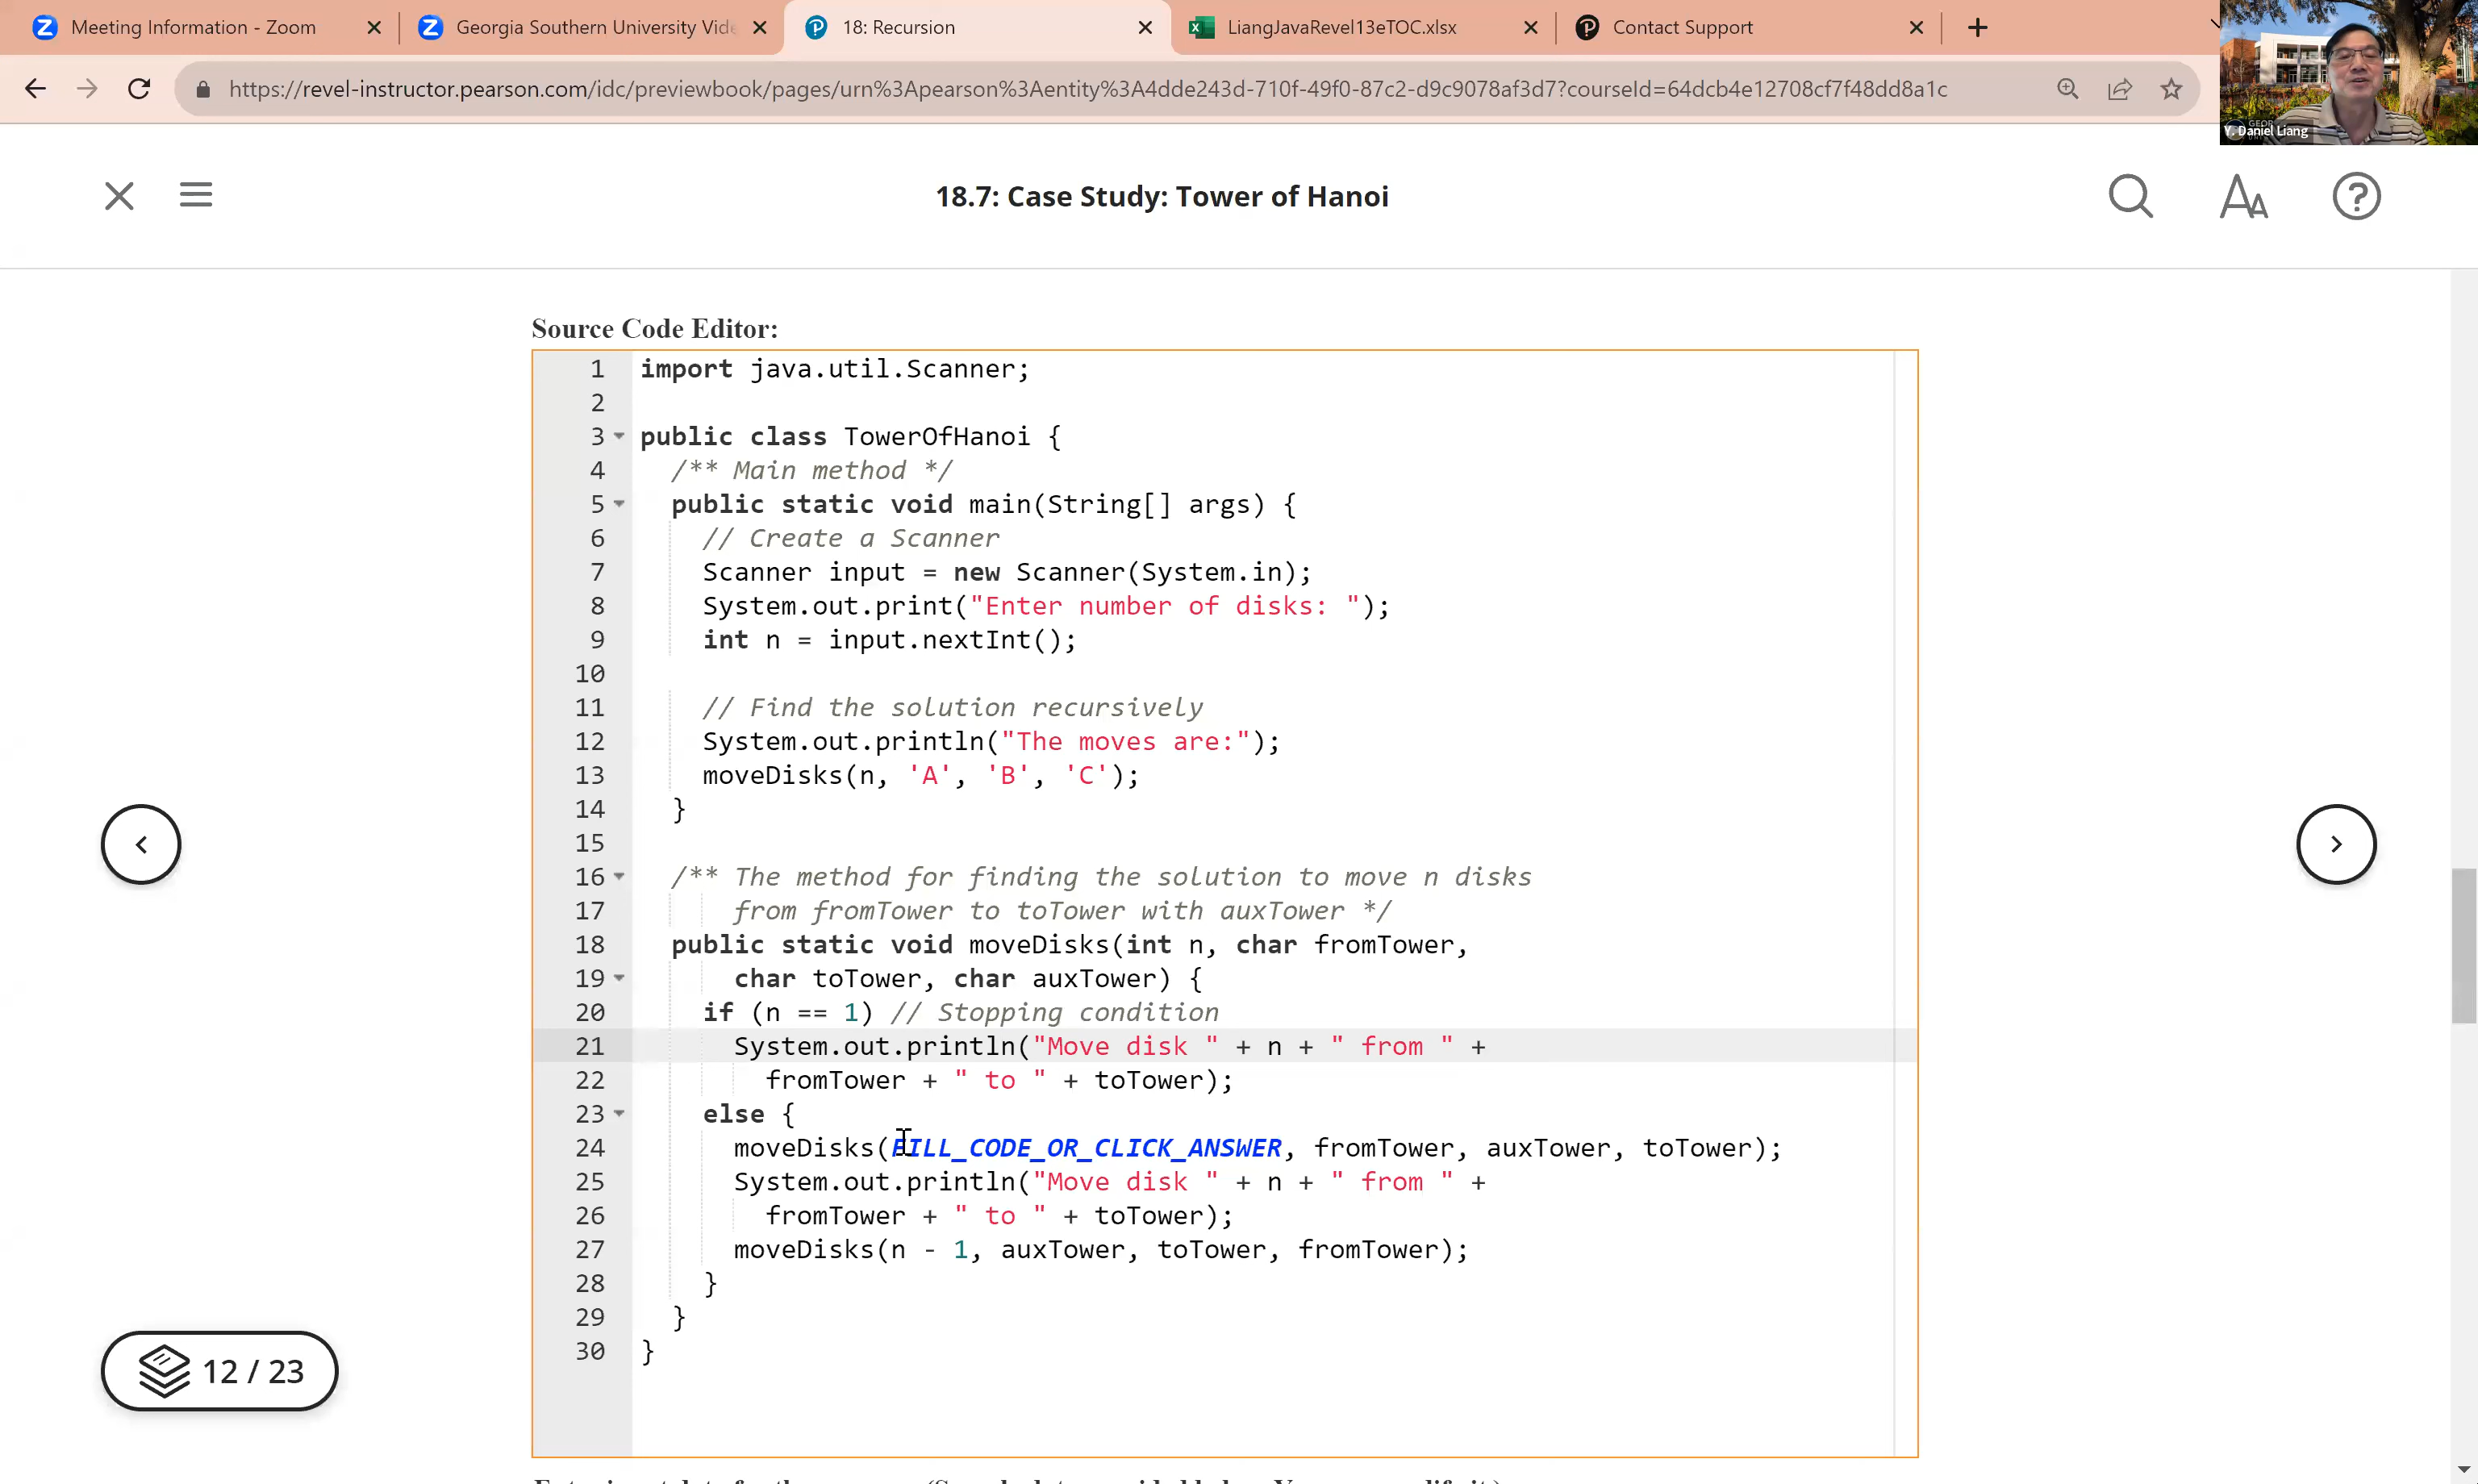 Meeting Information - Zoom
Georgia Southern University Vide
18: Recursion
LiangJavaRevel13eTOC.xlsx
Contact Support
https://revel-instructor.pearson.com/idc/previewbook/pages/urn%3Apearson%3Aentity%3A4dde243d-710f-49f0-87c2-d9c9078af3d7?courseId=64dcb4e12708cf7f48dd8a1c
Y. Daniel Liang
18.7: Case Study: Tower of Hanoi
Source Code Editor:
1 import java.util.Scanner;
2
3 public class TowerOfHanoi {
4 /** Main method */
5 public static void main(String[] args) {
6 // Create a Scanner
7 Scanner input = new Scanner(System.in);
8 System.out.print("Enter number of disks: ");
9 int n = input.nextInt();
10
11 // Find the solution recursively
12 System.out.println("The moves are:");
13 moveDisks(n, 'A', 'B', 'C');
14 }
15
16 /** The method for finding the solution to move n disks
17 from fromTower to toTower with auxTower */
18 public static void moveDisks(int n, char fromTower,
19 char toTower, char auxTower) {
20 if (n == 1) // Stopping condition
21 System.out.println("Move disk " + n + " from " +
22 fromTower + " to " + toTower);
23 else {
24 moveDisks(FILL_CODE_OR_CLICK_ANSWER, fromTower, auxTower, toTower);
25 System.out.println("Move disk " + n + " from " +
26 fromTower + " to " + toTower);
27 moveDisks(n - 1, auxTower, toTower, fromTower);
28 }
29 }
30 }
12 / 23